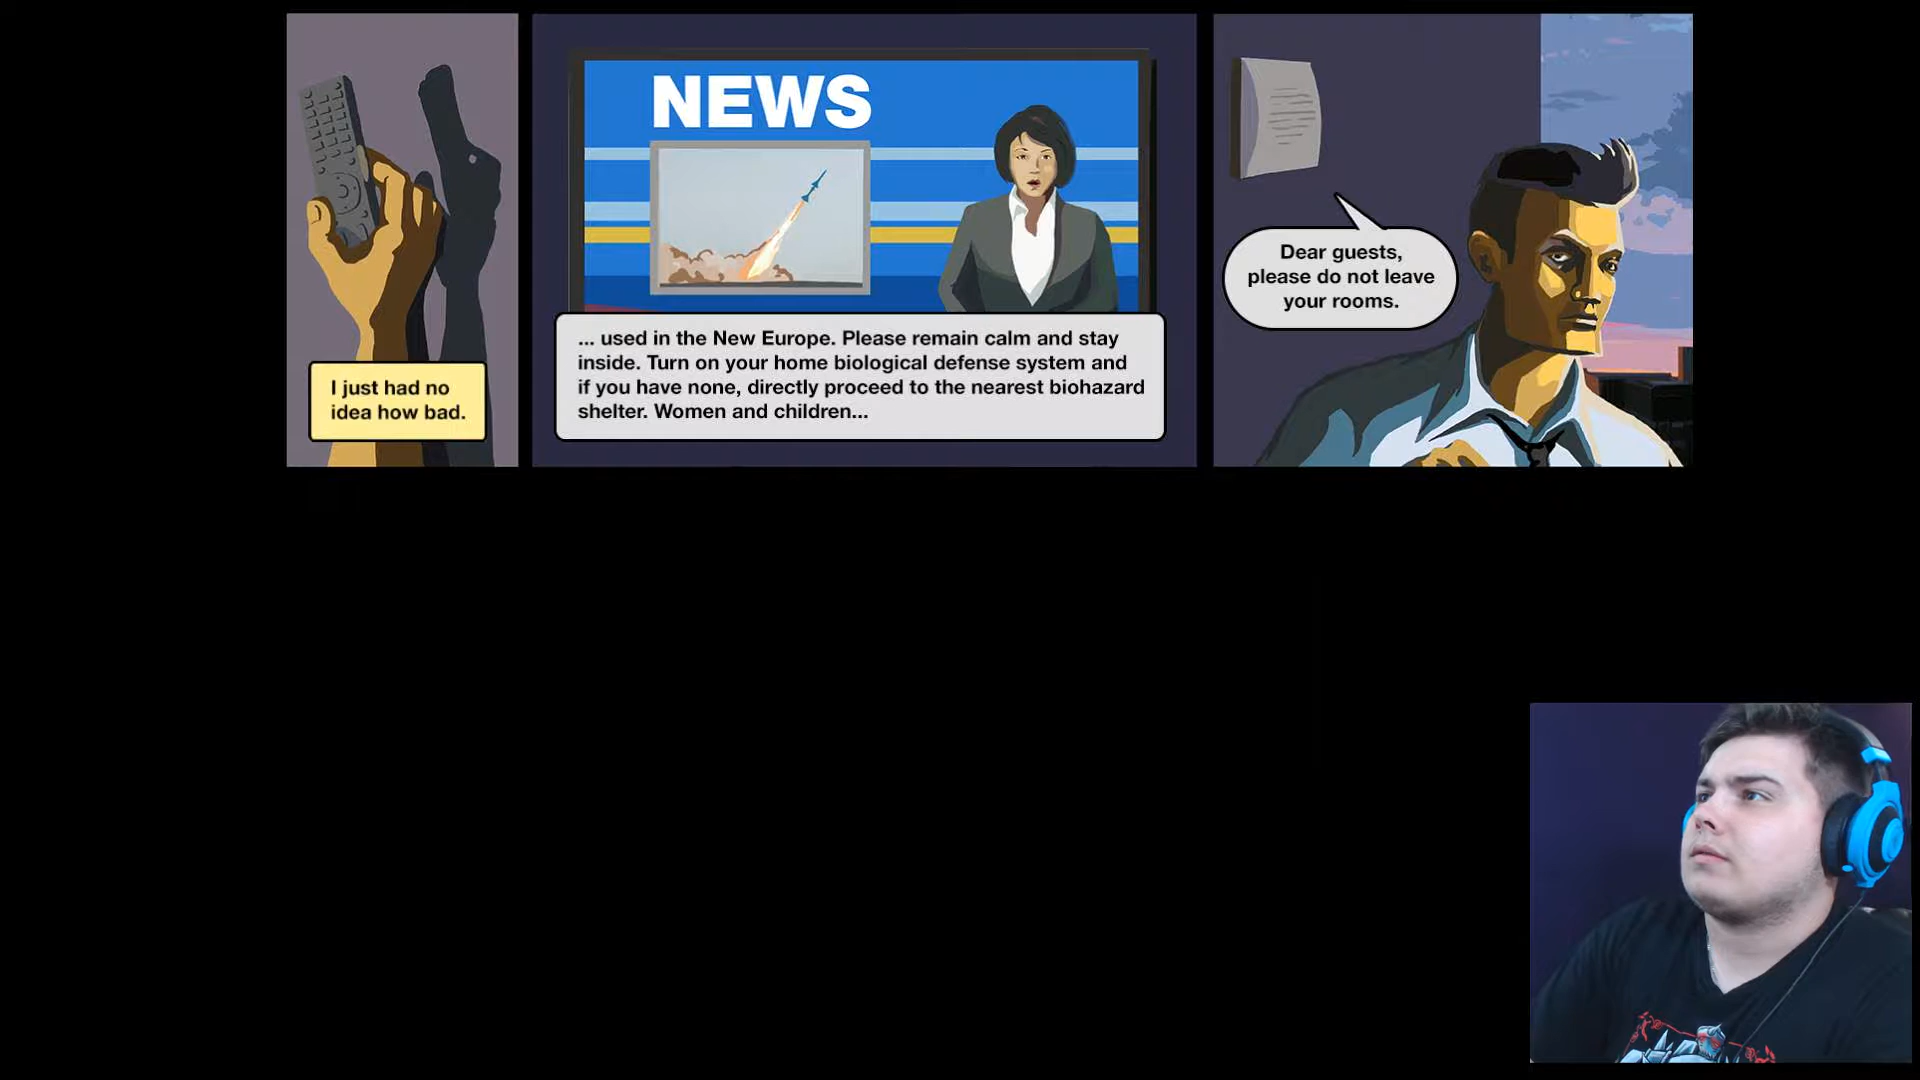 I just had no
idea how bad.
NEWS
... used in the New Europe. Please remain calm and stay
inside. Turn on your home biological defense system and
if you have none, directly proceed to the nearest biohazard
shelter. Women and children...
Dear guests,
please do not leave
your rooms.